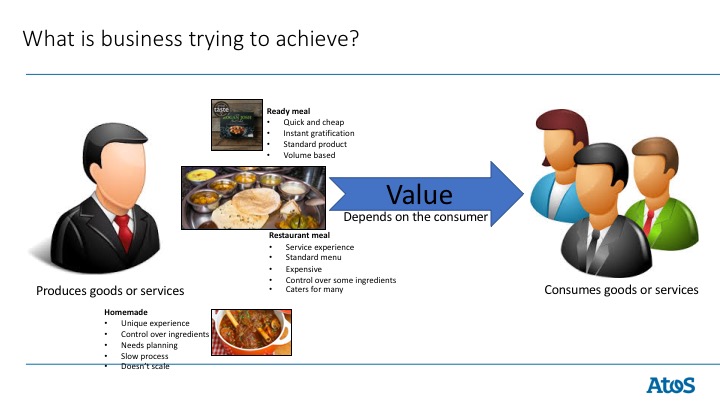 What is business trying to achieve?
taste
Ready meal
• Quick and cheap
• Instant gratification
• Standard product
• Volume based
Value
Depends on the consumer
Restaurant meal
• Service experience
• Standard menu
• Expensive
• Control over some ingredients
• Caters for many
Produces goods or services
Consumes goods or services
Homemade
• Unique experience
• Control over ingredients
• Needs planning
• Slow process
• Doesn't scale
Atos